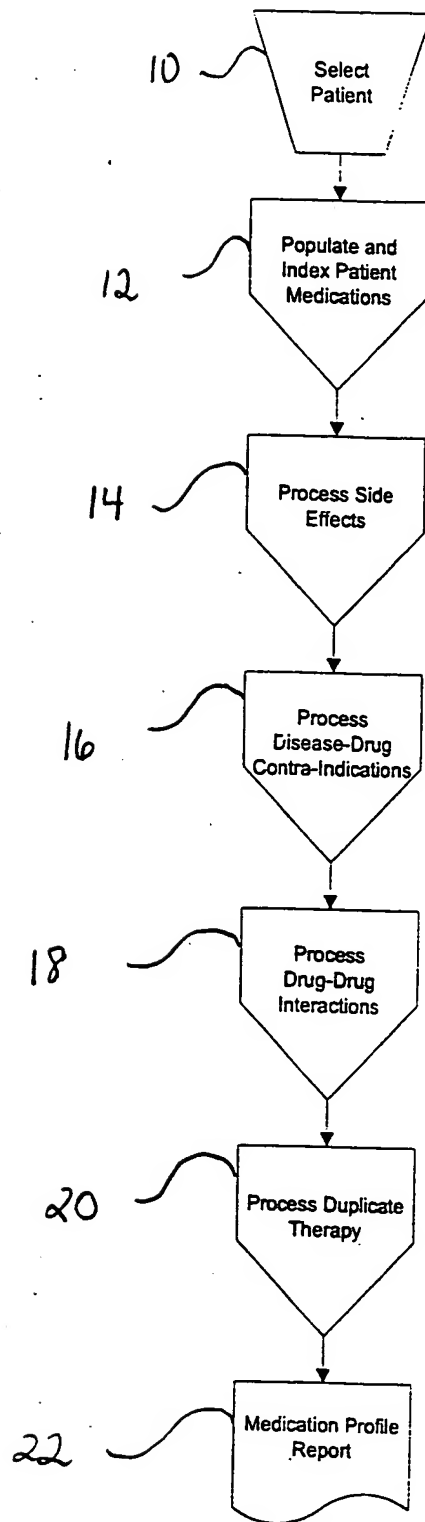 10
Select
Patient
12
Populate and
Index Patient
Medications
14
Process Side
Effects
16
Process
Disease-Drug
Contra-Indications
18
Process
Drug-Drug
Interactions
20
Process Duplicate
Therapy
22
Medication Profile
Report